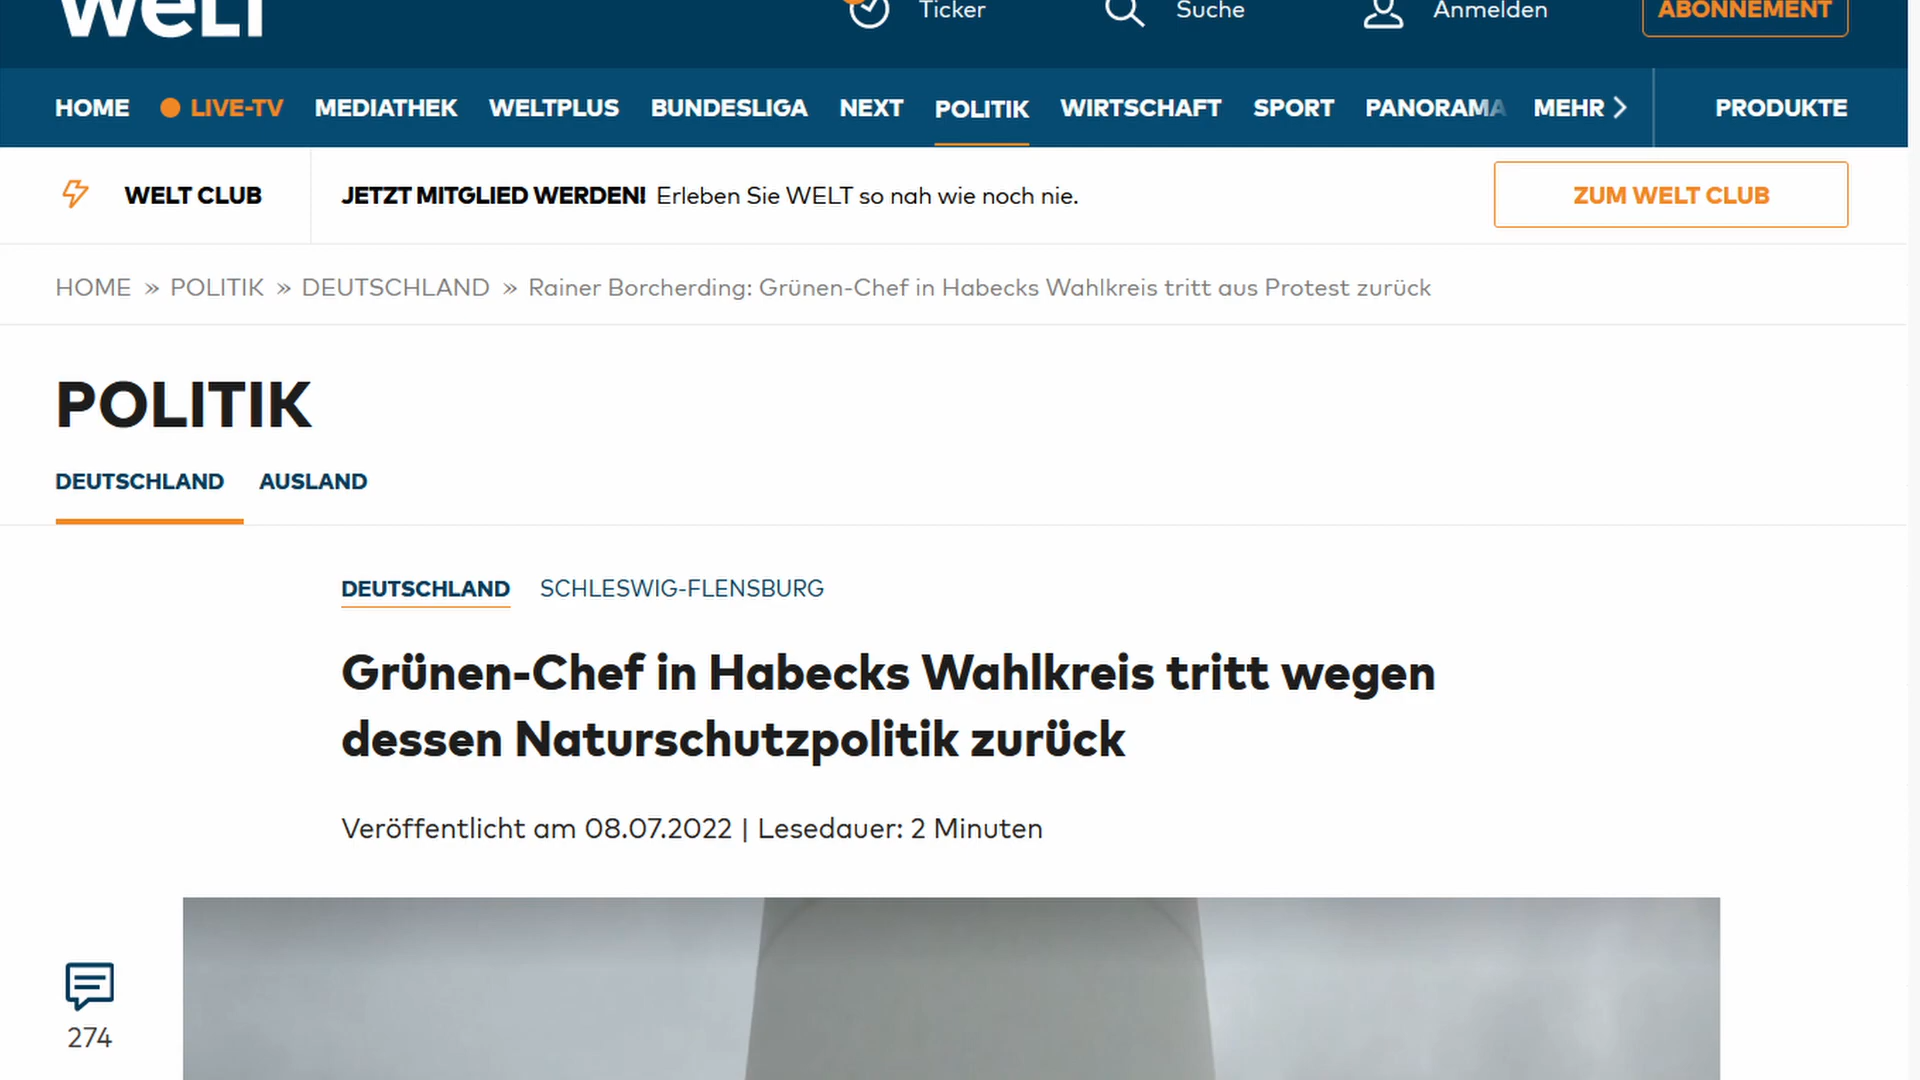 welt
Ticker
Suche
Anmelden
ABONNEMENT
HOME LIVE-TV MEDIATHEK WELTPLUS BUNDESLIGA NEXT POLITIK WIRTSCHAFT SPORT PANORAMA MEHR PRODUKTE
WELT CLUB JETZT MITGLIED WERDEN! Erleben Sie WELT so nah wie noch nie. ZUM WELT CLUB
HOME » POLITIK » DEUTSCHLAND » Rainer Borcherding: Grünen-Chef in Habecks Wahlkreis tritt aus Protest zurück
POLITIK
DEUTSCHLAND AUSLAND
DEUTSCHLAND SCHLESWIG-FLENSBURG
Grünen-Chef in Habecks Wahlkreis tritt wegen
dessen Naturschutzpolitik zurück
Veröffentlicht am 08.07.2022 | Lesedauer: 2 Minuten
274